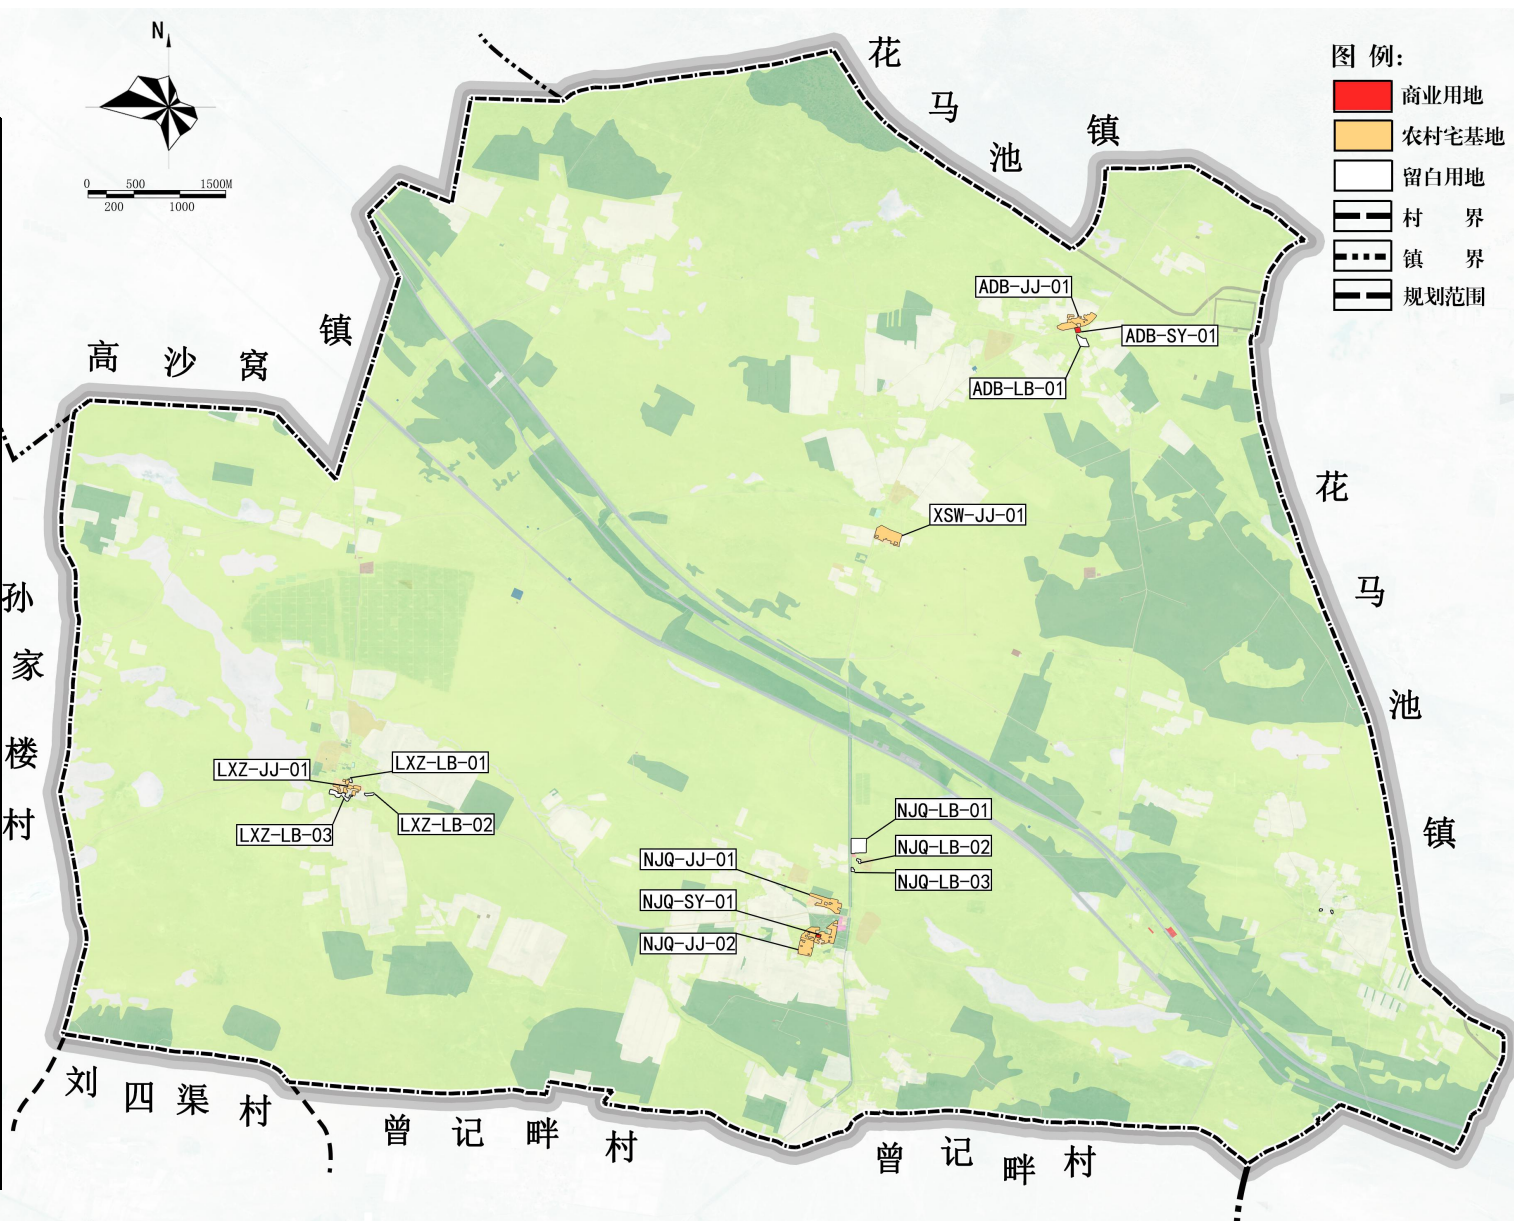 N
0 500 1500M
200 1000
图 例:
商业用地
农村宅基地
留白用地
村 界
镇 界
规划范围
花马池镇
高沙窝镇
花马池镇
孙家楼村
刘四渠村
曾记畔村
曾记畔村
ADB-JJ-01
ADB-SY-01
ADB-LB-01
XSW-JJ-01
LXZ-JJ-01
LXZ-LB-01
LXZ-LB-02
LXZ-LB-03
NJQ-LB-01
NJQ-LB-02
NJQ-LB-03
NJQ-JJ-01
NJQ-SY-01
NJQ-JJ-02